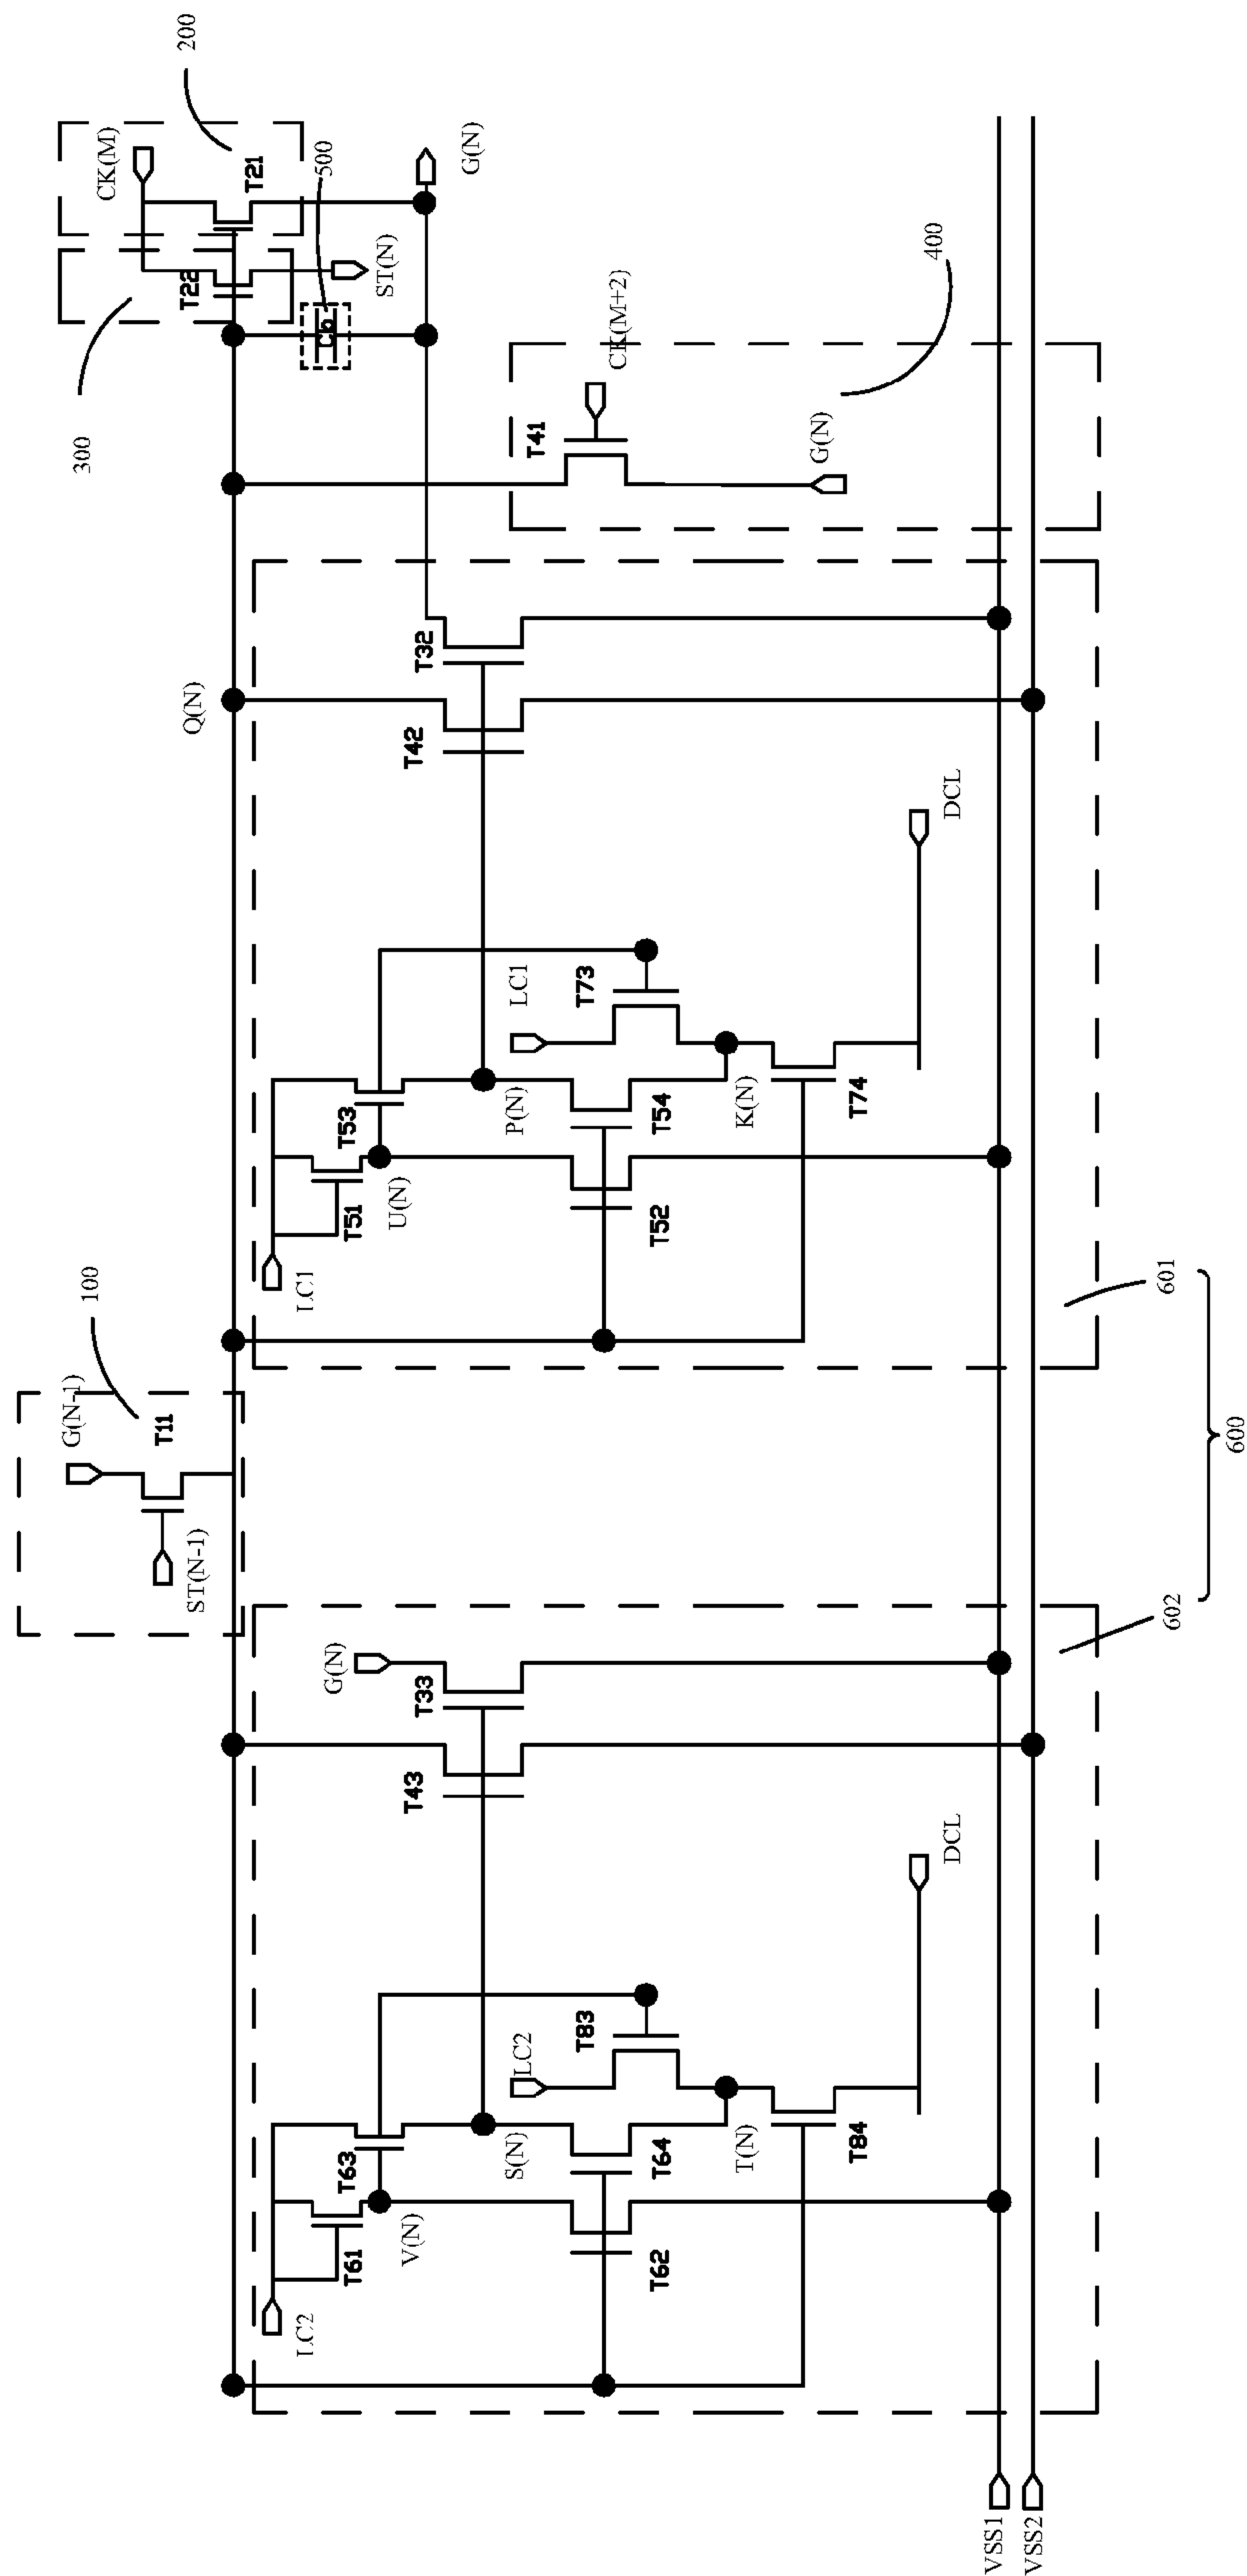 200
CK(M)
T21
500
G(N)
300
T22
ST(N)
Cb
CK(M+2)
400
T41
G(N)
Q(N)
T32
T42
DCL
LC1
T73
T53
P(N)
T54
K(N)
T74
T51
U(N)
T52
LC1
601
100
G(N-1)
T11
ST(N-1)
600
602
G(N)
T33
T43
DCL
LC2
T83
T63
S(N)
T64
T(N)
T84
T61
V(N)
T62
LC2
VSS1
VSS2